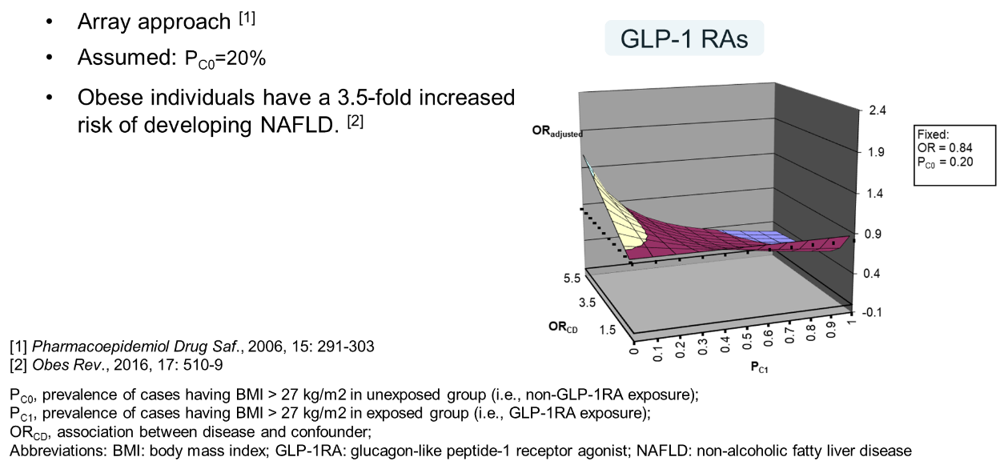 • Array approach [1]
• Assumed: PC0=20%
• Obese individuals have a 3.5-fold increased
risk of developing NAFLD. [2]
GLP-1 RAs
ORadjusted
2.4
1.9
1.4
0.9
0.4
-0.1
Fixed:
OR = 0.84
PC0 = 0.20
5.5
3.5
1.5
ORCD
0
0.1
0.2
0.3
0.4
0.5
0.6
0.7
0.8
0.9
1
PC1
[1] Pharmacoepidemiol Drug Saf., 2006, 15: 291-303
[2] Obes Rev., 2016, 17: 510-9
PC0, prevalence of cases having BMI > 27 kg/m2 in unexposed group (i.e., non-GLP-1RA exposure);
PC1, prevalence of cases having BMI > 27 kg/m2 in exposed group (i.e., GLP-1RA exposure);
ORCD, association between disease and confounder;
Abbreviations: BMI: body mass index; GLP-1RA: glucagon-like peptide-1 receptor agonist; NAFLD: non-alcoholic fatty liver disease